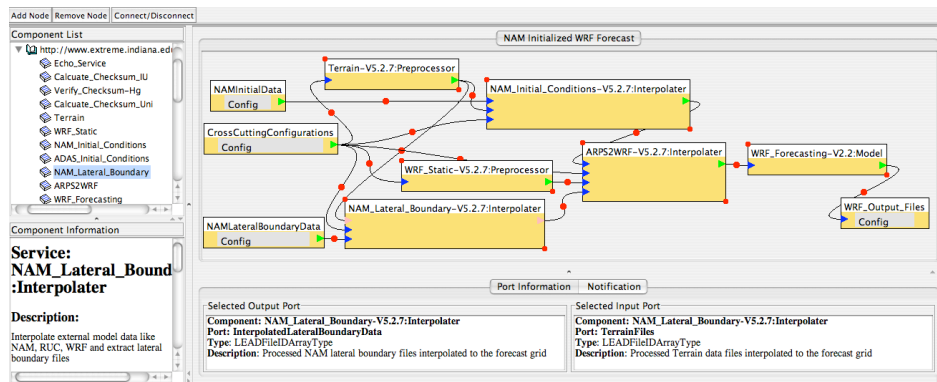 Add Node Remove Node Connect/Disconnect
Component List
http://www.extreme.indiana.edu
Echo_Service
Calcuate_Checksum_IU
Verify_Checksum-Hg
Calcuate_Checksum_Uni
Terrain
WRF_Static
NAM_Initial_Conditions
ADAS_Initial_Conditions
NAM_Lateral_Boundary
ARPS2WRF
WRF_Forecasting
Component Information
Service:
NAM_Lateral_Bound
:Interpolater
Description:
Interpolate external model data like
NAM, RUC, WRF and extract lateral
boundary files
NAM Initialized WRF Forecast
Terrain-V5.2.7:Preprocessor
NAMInitialData
Config
NAM_Initial_Conditions-V5.2.7:Interpolater
CrossCuttingConfigurations
Config
ARPS2WRF-V5.2.7:Interpolater
WRF_Forecasting-V2.2:Model
WRF_Static-V5.2.7:Preprocessor
NAM_Lateral_Boundary-V5.2.7:Interpolater
WRF_Output_Files
Config
NAMLateralBoundaryData
Config
Port Information Notification
Selected Output Port
Component: NAM_Lateral_Boundary-V5.2.7:Interpolater
Port: InterpolatedLateralBoundaryData
Type: LEADFileIDArrayType
Description: Processed NAM lateral boundary files interpolated to the forecast grid
Selected Input Port
Component: NAM_Lateral_Boundary-V5.2.7:Interpolater
Port: TerrainFiles
Type: LEADFileIDArrayType
Description: Processed Terrain data files interpolated to the forecast grid